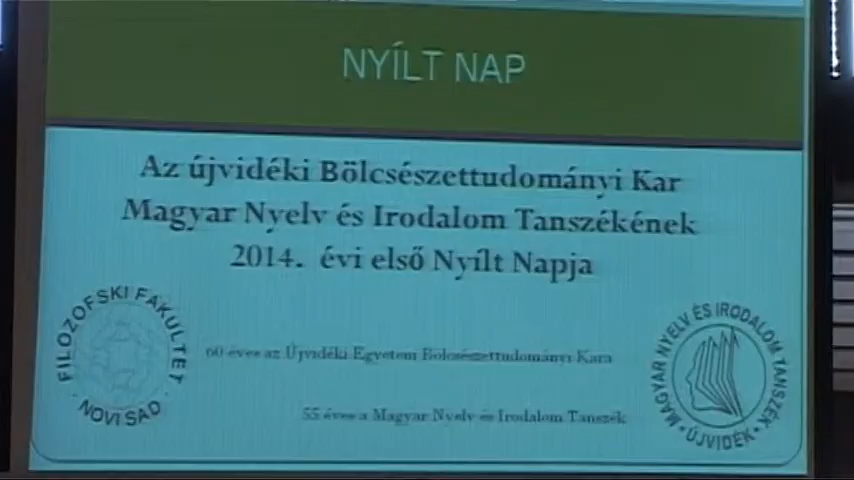 NYÍLT NAP
Az újvidéki Bölcsészettudományi Kar
Magyar Nyelv és Irodalom Tanszékének
2014. évi első Nyílt Napja
60 éves az Újvidéki Egyetem Bölcsészettudományi Kara
55 éves a Magyar Nyelv és Irodalom Tanszék
FILOZOFSKI FAKULTET
· NOVI SAD ·
MAGYAR NYELV ÉS IRODALOM TANSZÉK
• ÚJVIDÉK •